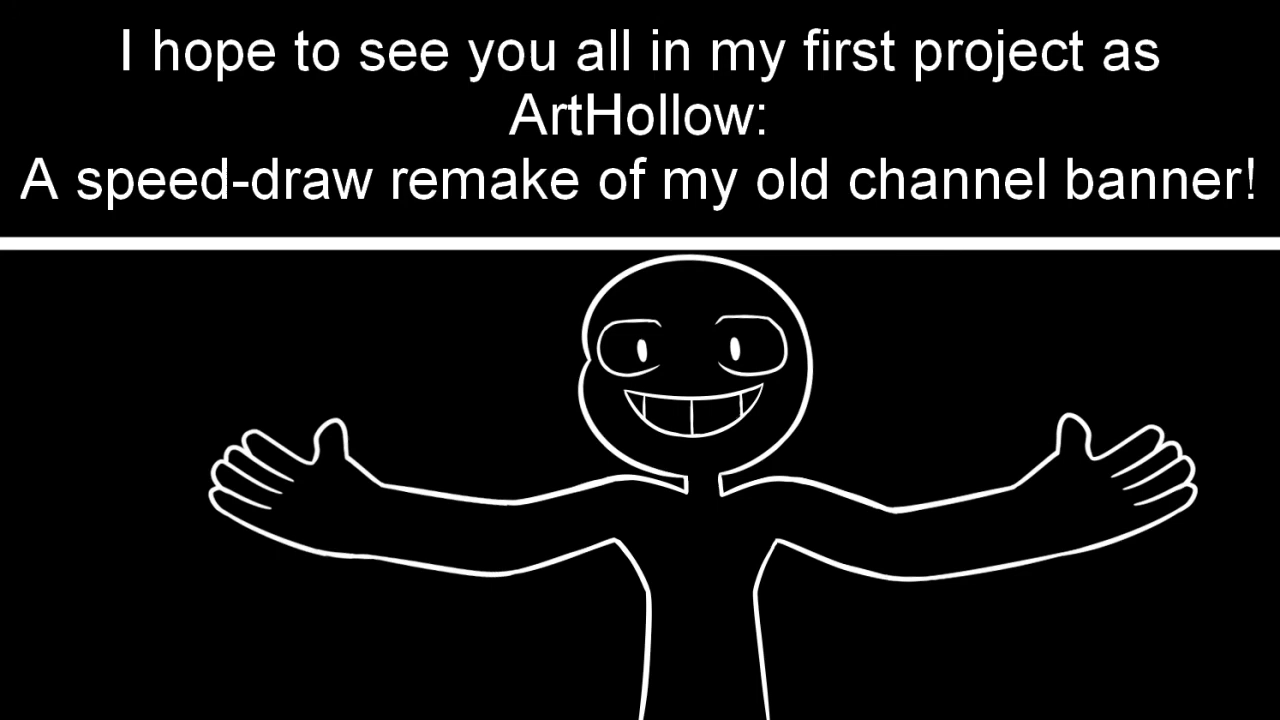 I hope to see you all in my first project as
ArtHollow:
A speed-draw remake of my old channel banner!